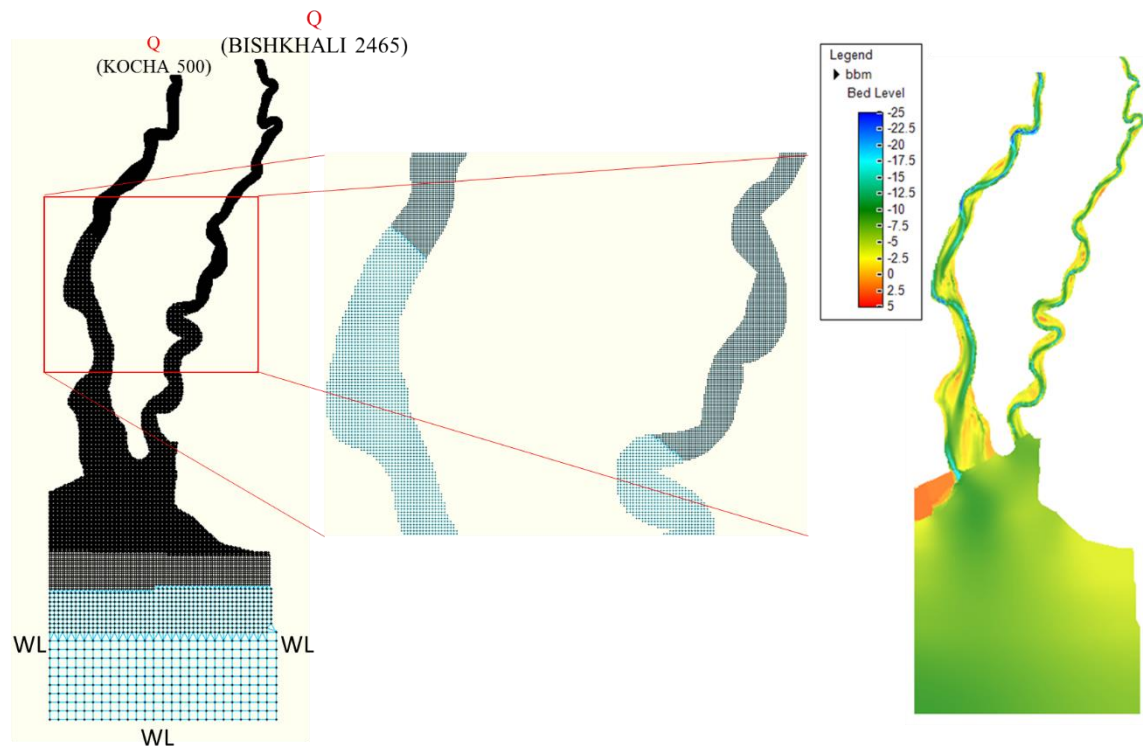 Q
(KOCHA 500)
Q
(BISHKHALI 2465)
WL
WL
WL
Legend
bbm
Bed Level
-25
-22.5
-20
-17.5
-15
-12.5
-10
-7.5
-5
-2.5
0
2.5
5